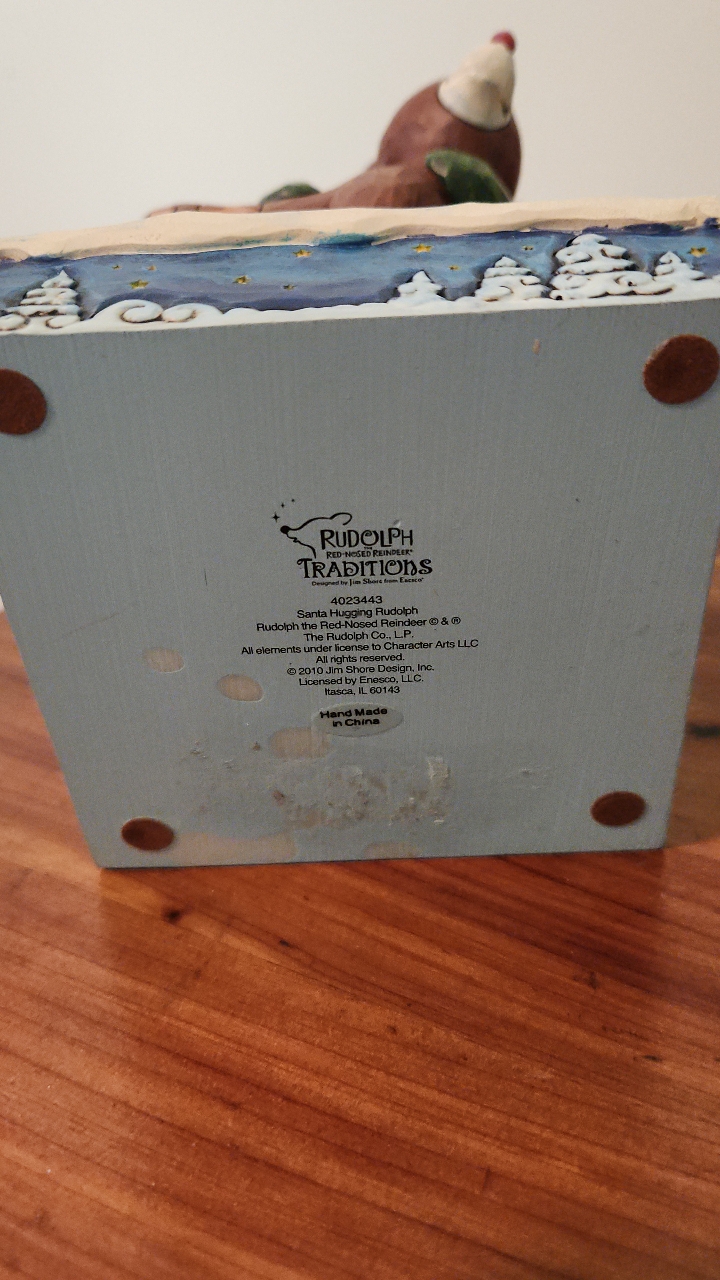 RUDOLPH
THE
RED-NOSED REINDEER®
TRADITIONS
Designed by Jim Shore from Enesco®
4023443
Santa Hugging Rudolph
Rudolph the Red-Nosed Reindeer © & ®
The Rudolph Co., L.P.
All elements under license to Character Arts LLC
All rights reserved.
© 2010 Jim Shore Design, Inc.
Licensed by Enesco, LLC.
Itasca, IL 60143
Hand Made
in China